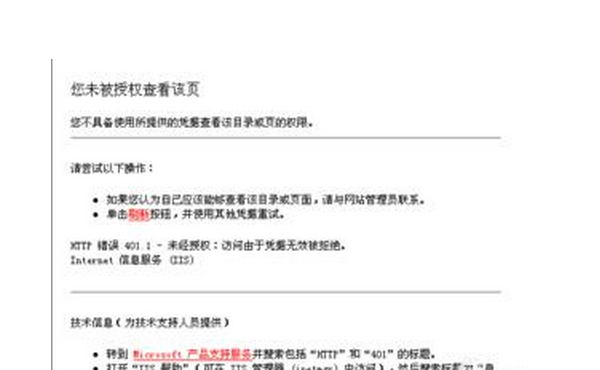 您未被授权查看该页
您不具备使用所提供的凭据查看该目录或页的权限。
请尝试以下操作：
如果您认为自己应该能够查看该目录或页面，请与网站管理员联系。
单击刷新按钮，并使用其他凭据重试。
HTTP 错误 401.1 - 未经授权：访问由于凭据无效被拒绝。
Internet 信息服务 (IIS)
技术信息（为技术支持人员提供）
转到 Microsoft 产品支持服务并搜索包括“HTTP”和“401”的标题。
打开“IIS 帮助”（可在 IIS 管理器 (inetmgr) 中访问），然后搜索标题为“身